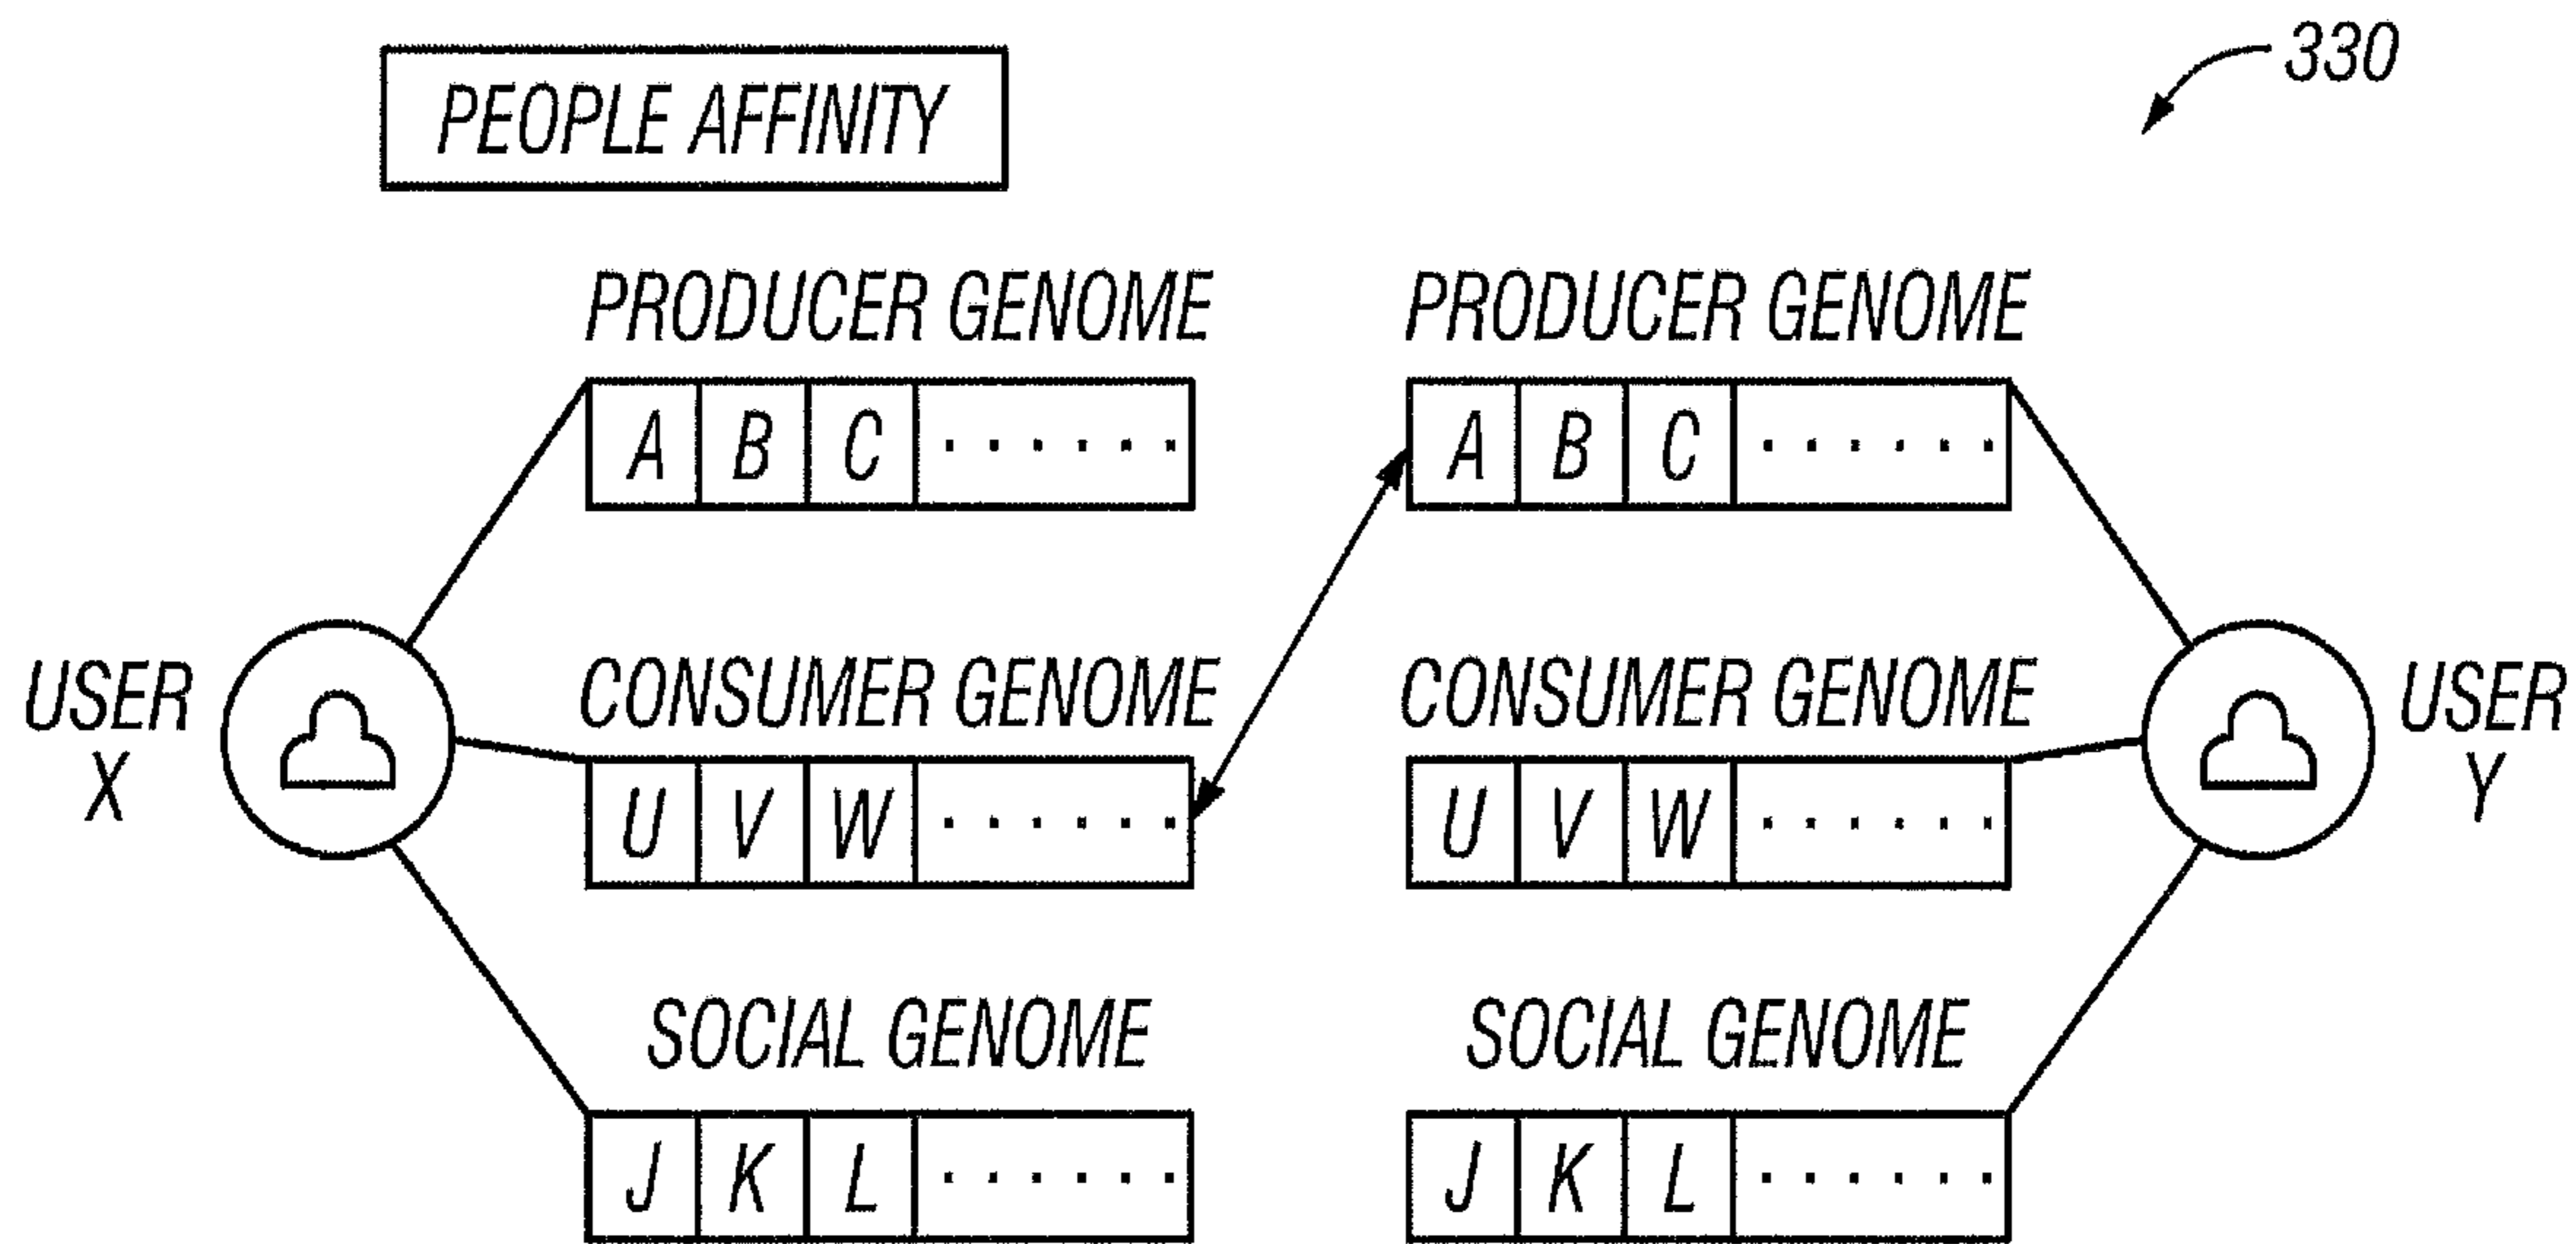 330
PEOPLE AFFINITY
PRODUCER GENOME PRODUCER GENOME
A B C ...... A B C ......
USER X
CONSUMER GENOME CONSUMER GENOME
USER Y
U V W ...... U V W ......
SOCIAL GENOME SOCIAL GENOME
J K L ...... J K L ......